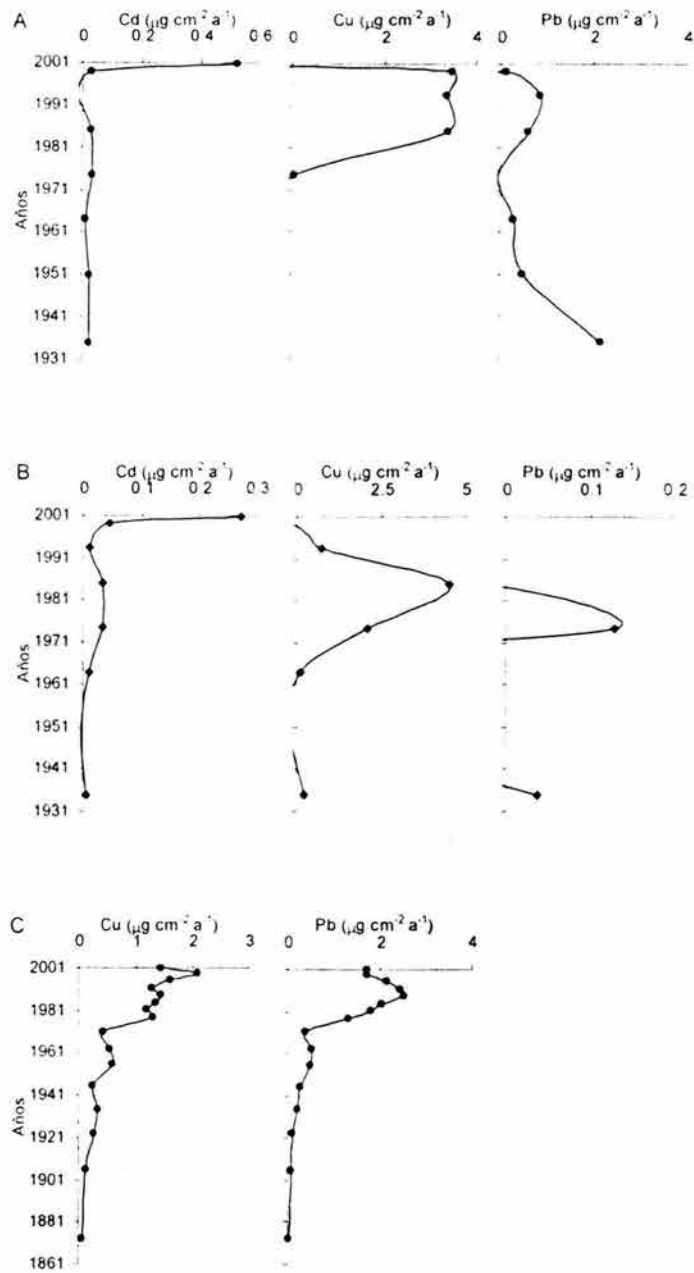 A
Cd (µg cm⁻² a⁻¹) Cu (µg cm⁻² a⁻¹) Pb (µg cm⁻² a⁻¹)
0 0 2 0 4 0 6 0 2 4 0 2 4
2001
1991
1981
1971
1961
1951
1941
1931
Años
B
Cd (µg cm⁻² a⁻¹) Cu (µg cm⁻² a⁻¹) Pb (µg cm⁻² a⁻¹)
0 0 1 0 2 0 3 0 2.5 5 0 0.1 0 2
2001
1991
1981
1971
1961
1951
1941
1931
Años
C
Cu (µg cm⁻² a⁻¹) Pb (µg cm⁻² a⁻¹)
0 1 2 3 0 2 4
2001
1981
1961
1941
1921
1901
1881
1861
Años